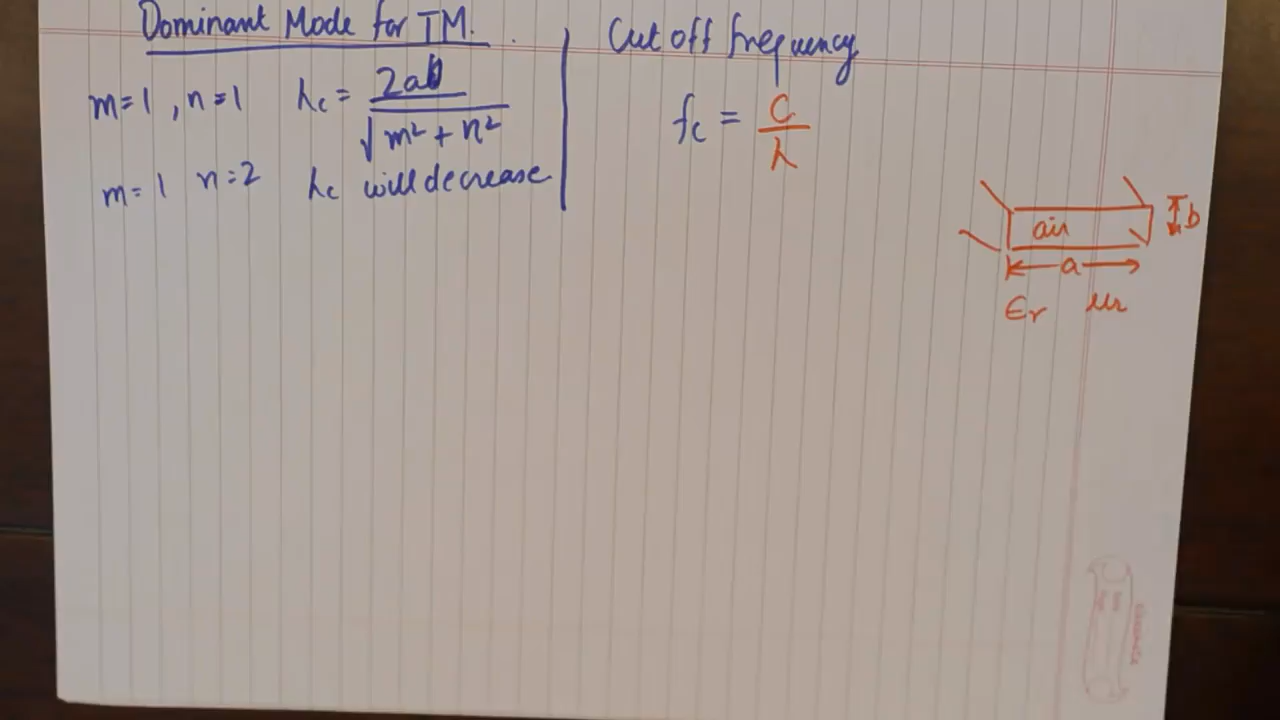 Dominant Mode for TM.
m=1, n=1 λc = 2ab / √m² + n²
m=1 n=2 λc will decrease
Cut off frequency
fc = C / λ
air
b
a
εr μr